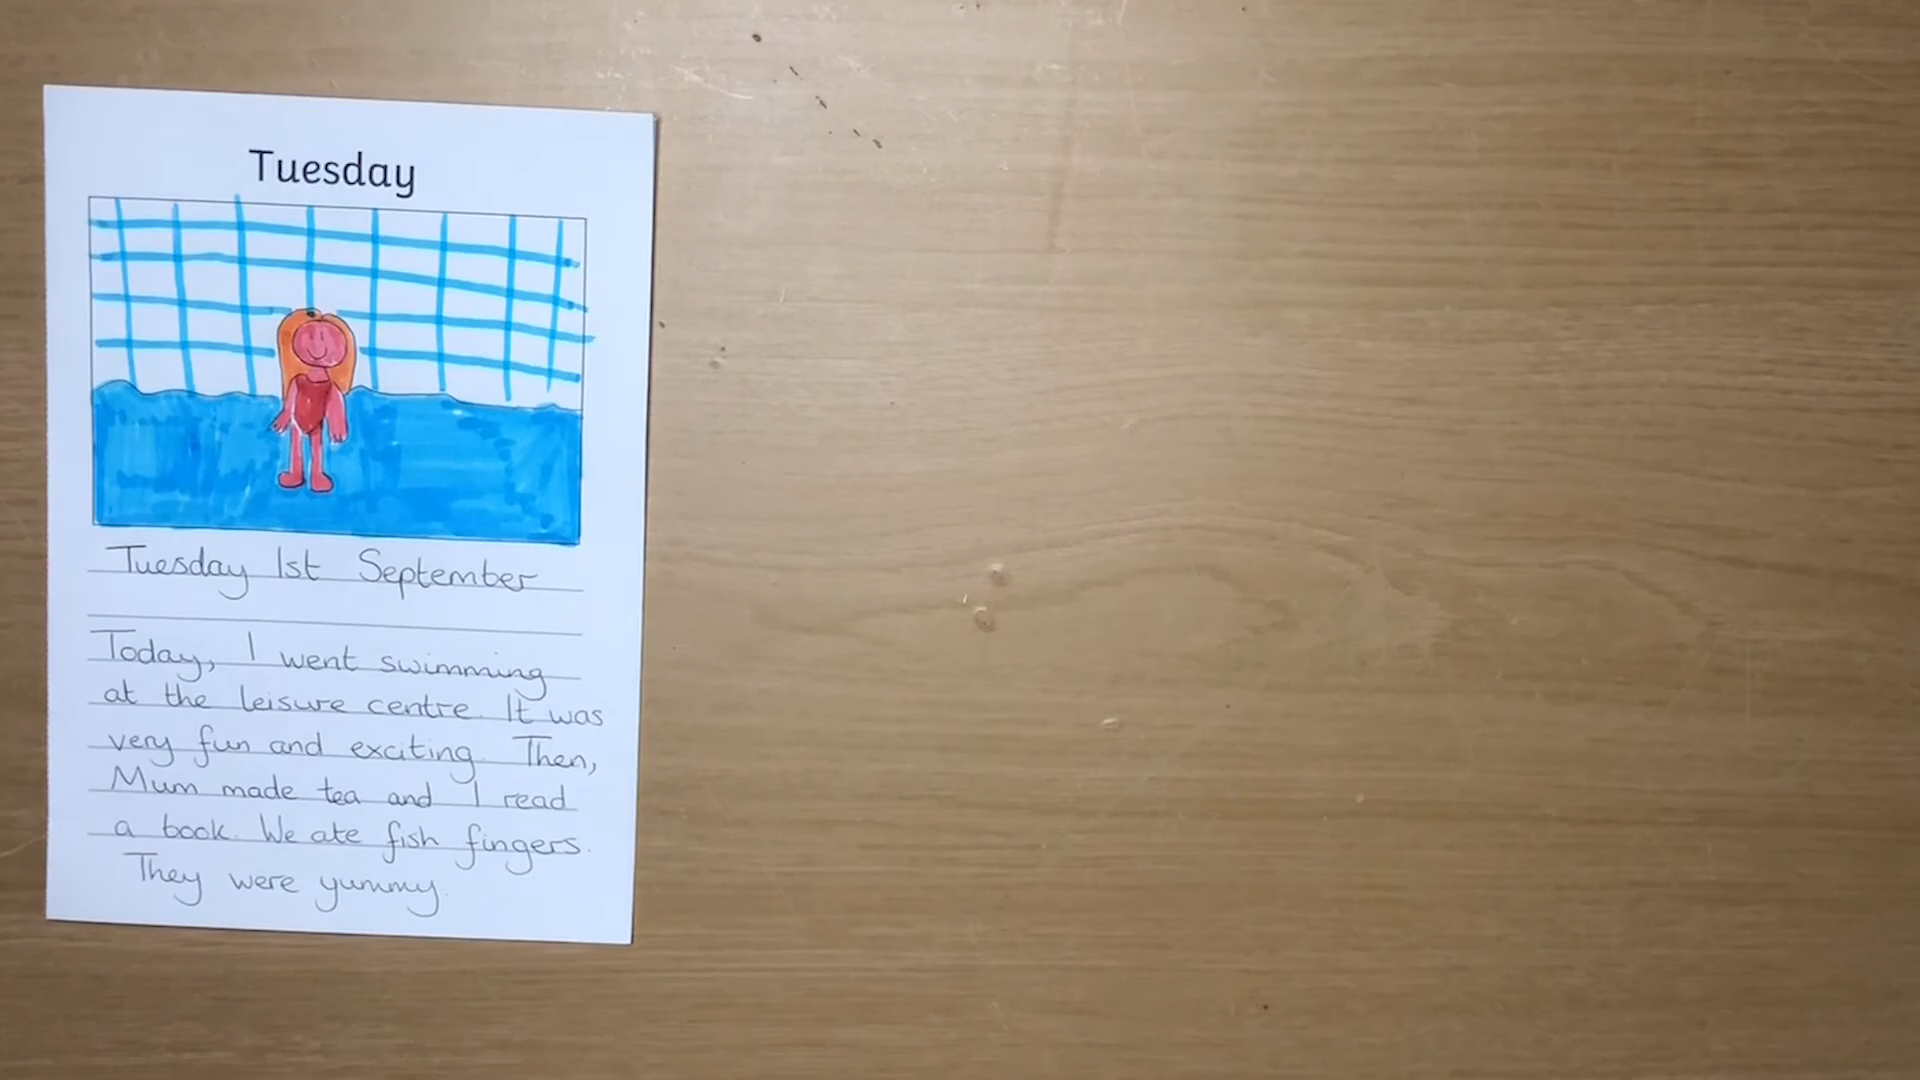 Tuesday
Tuesday 1st September
Today, I went swimming
at the leisure centre. It was
very fun and exciting. Then,
Mum made tea and I read
a book. We ate fish fingers.
They were yummy.